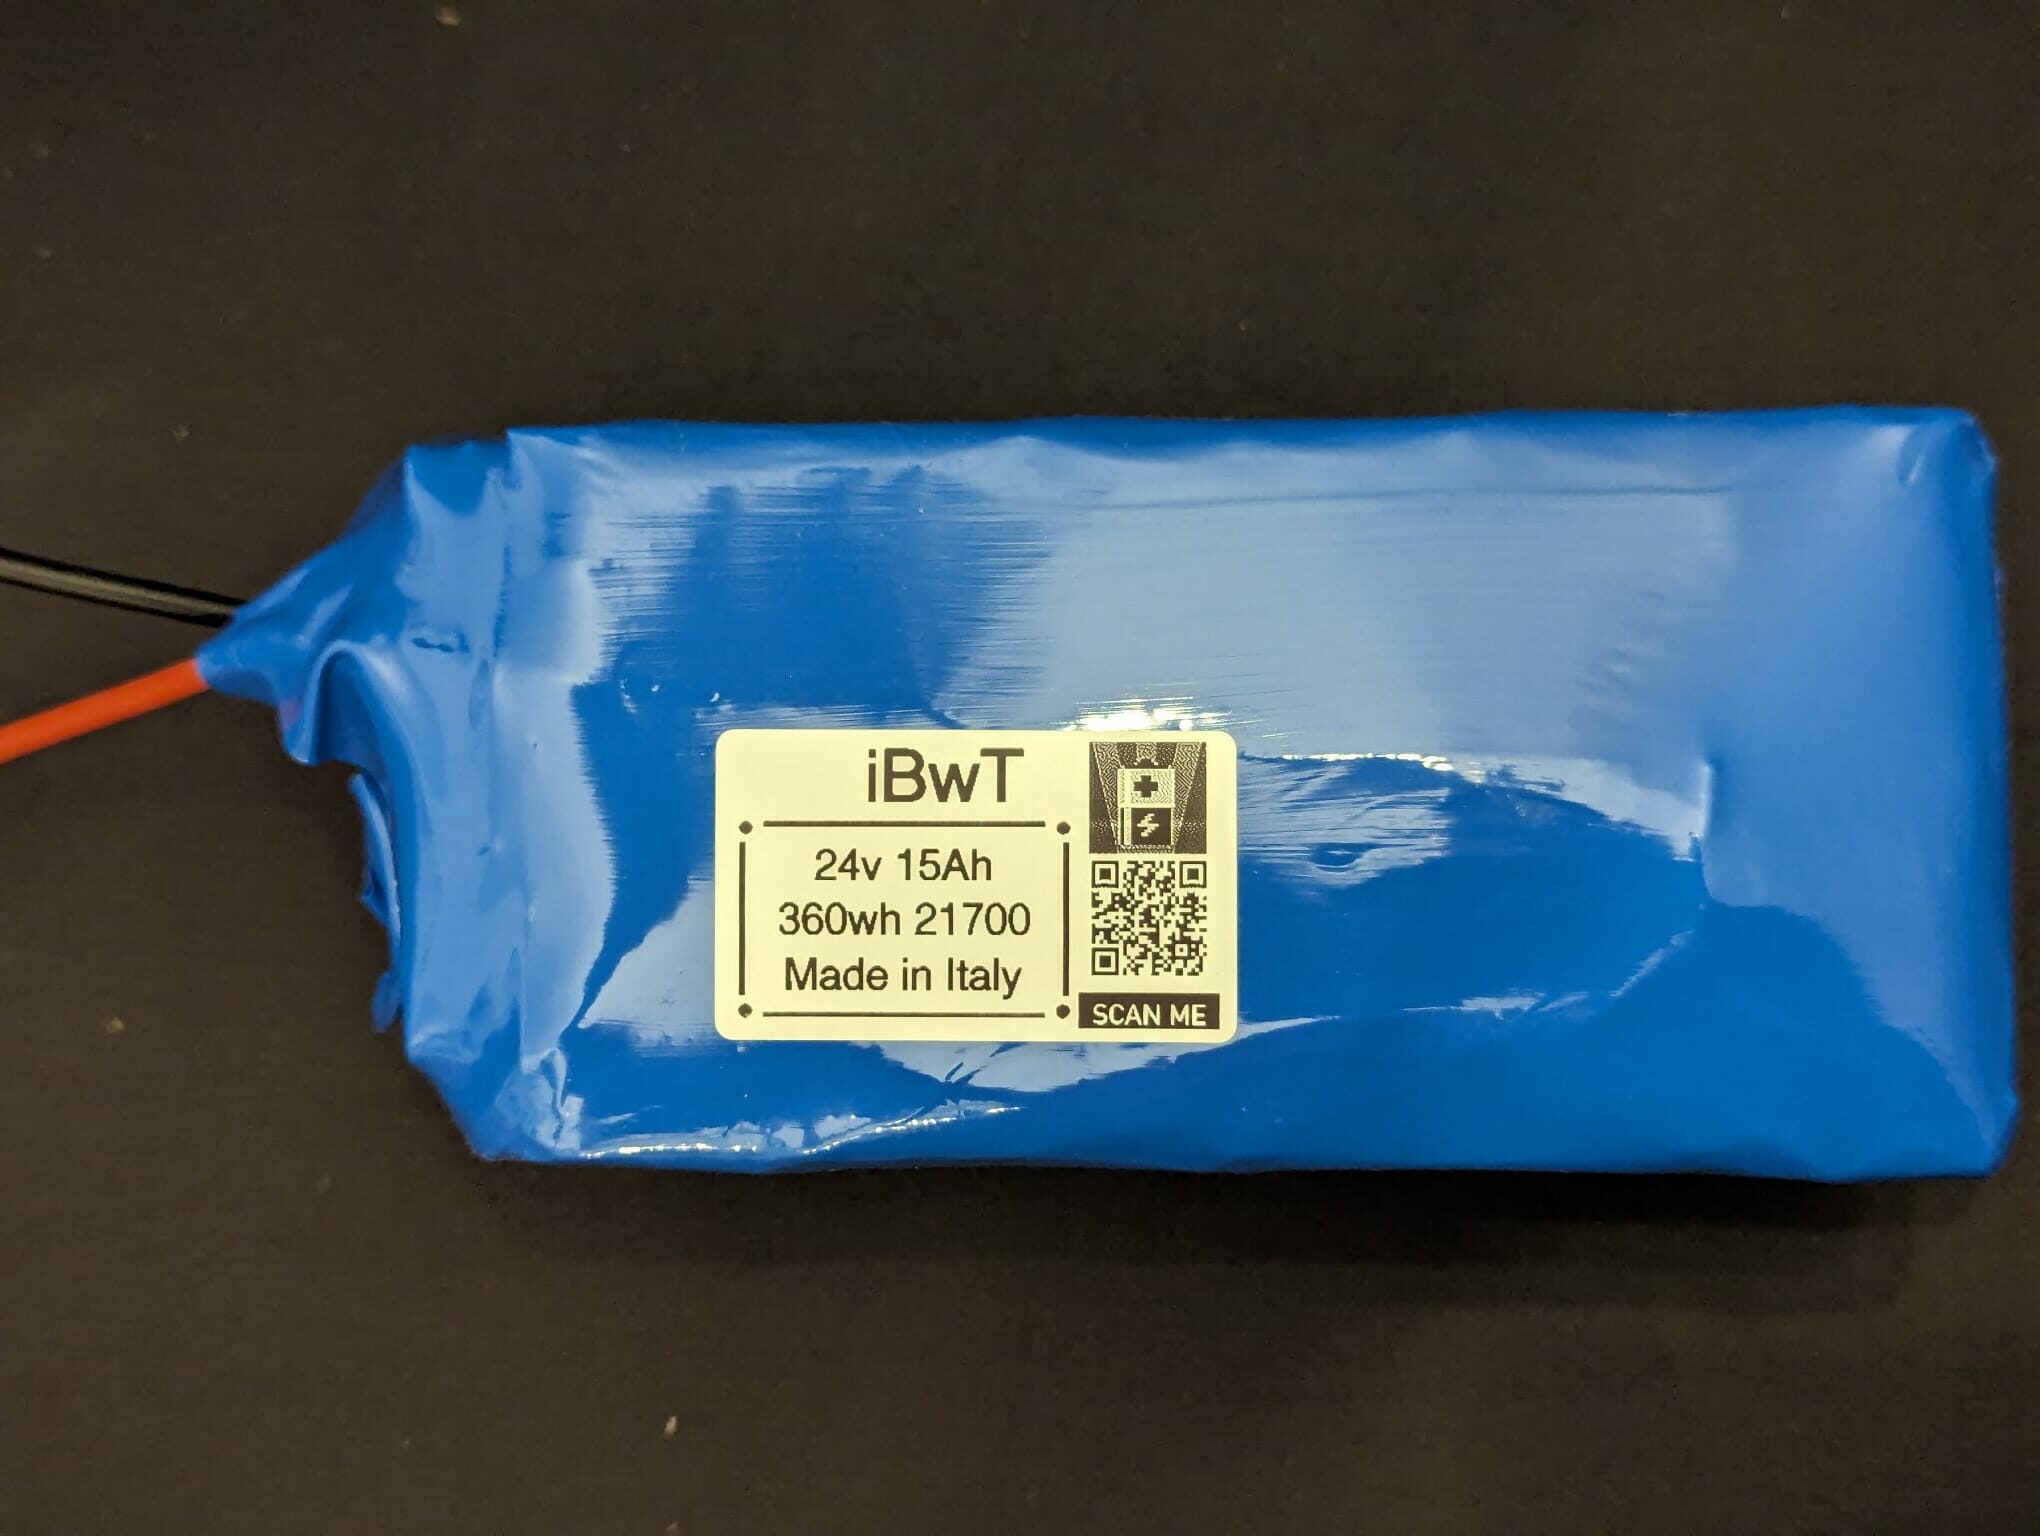 iBwT
24v 15Ah
360wh 21700
Made in Italy
SCAN ME